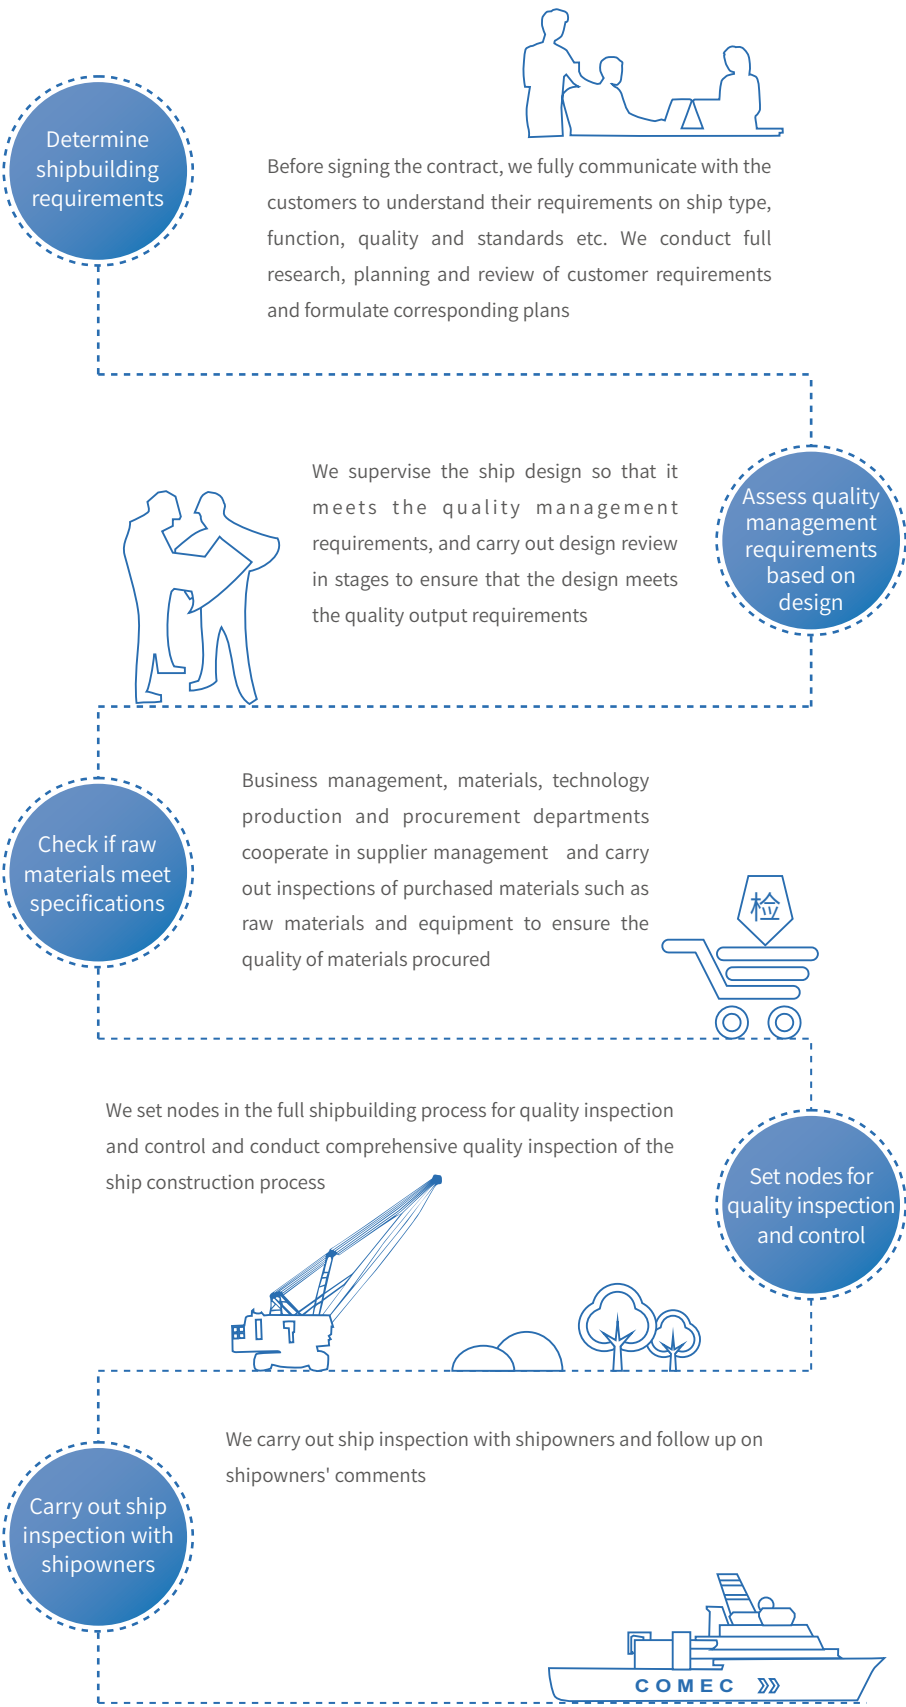 Determine
shipbuilding
requirements
Before signing the contract, we fully communicate with the
customers to understand their requirements on ship type,
function, quality and standards etc. We conduct full
research, planning and review of customer requirements
and formulate corresponding plans
We supervise the ship design so that it
meets the quality management
requirements, and carry out design review
in stages to ensure that the design meets
the quality output requirements
Assess quality
management
requirements
based on
design
Check if raw
materials meet
specifications
Business management, materials, technology
production and procurement departments
cooperate in supplier management and carry
out inspections of purchased materials such as
raw materials and equipment to ensure the
quality of materials procured
检
We set nodes in the full shipbuilding process for quality inspection
and control and conduct comprehensive quality inspection of the
ship construction process
Set nodes for
quality inspection
and control
We carry out ship inspection with shipowners and follow up on
shipowners' comments
Carry out ship
inspection with
shipowners
COMEC